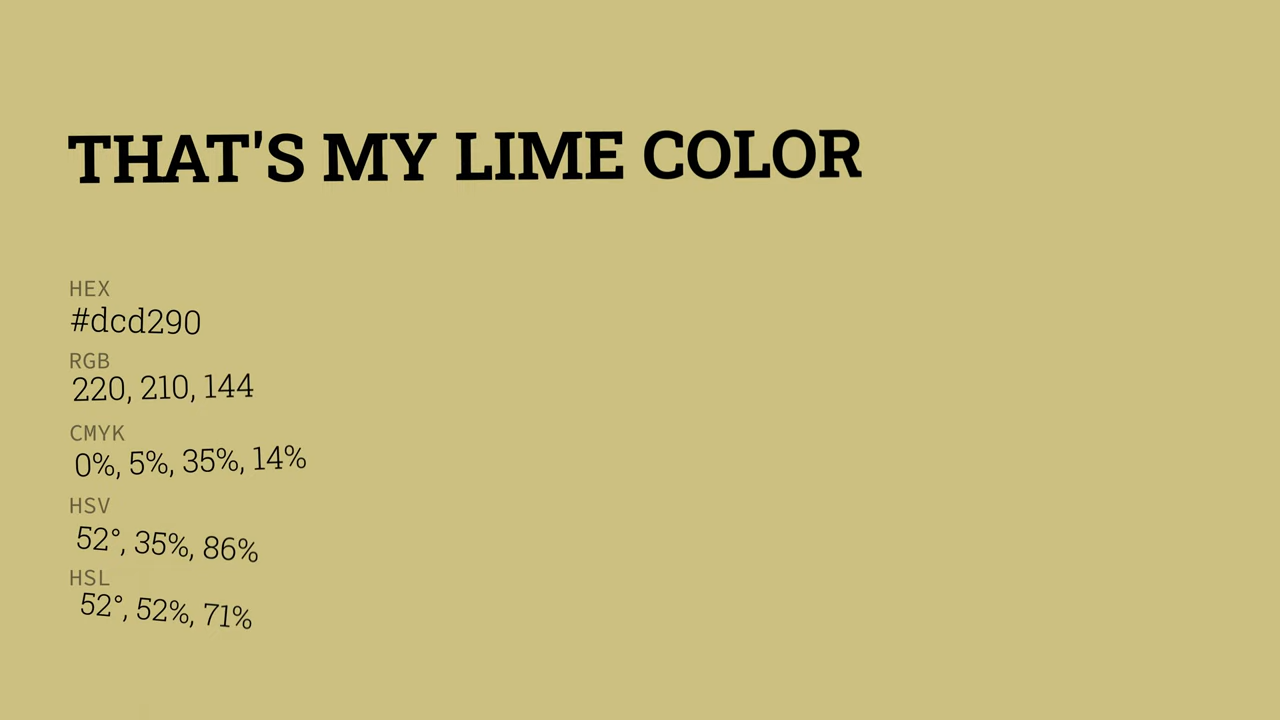 THAT'S MY LIME COLOR
HEX
#dcd290
RGB
220, 210, 144
CMYK
0%, 5%, 35%, 14%
HSV
52°, 35%, 86%
HSL
52°, 52%, 71%